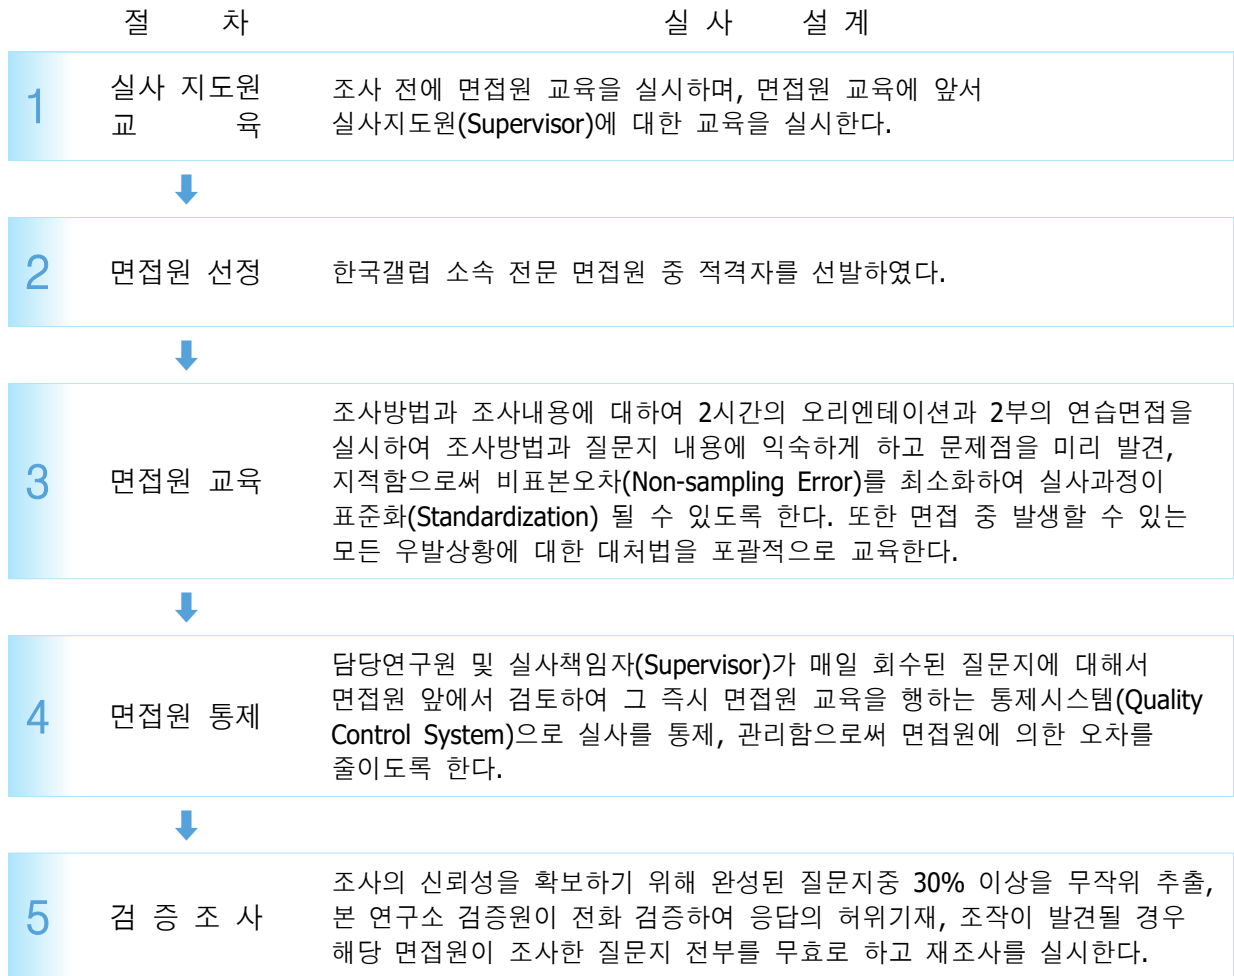 절 차 실 사 설 계
1
실사 지도원
교 육
조사 전에 면접원 교육을 실시하며, 면접원 교육에 앞서
실사지도원(Supervisor)에 대한 교육을 실시한다.
2
면접원 선정
한국갤럽 소속 전문 면접원 중 적격자를 선발하였다.
3
면접원 교육
조사방법과 조사내용에 대하여 2시간의 오리엔테이션과 2부의 연습면접을
실시하여 조사방법과 질문지 내용에 익숙하게 하고 문제점을 미리 발견,
지적함으로써 비표본오차(Non-sampling Error)를 최소화하여 실사과정이
표준화(Standardization) 될 수 있도록 한다. 또한 면접 중 발생할 수 있는
모든 우발상황에 대한 대처법을 포괄적으로 교육한다.
4
면접원 통제
담당연구원 및 실사책임자(Supervisor)가 매일 회수된 질문지에 대해서
면접원 앞에서 검토하여 그 즉시 면접원 교육을 행하는 통제시스템(Quality
Control System)으로 실사를 통제, 관리함으로써 면접원에 의한 오차를
줄이도록 한다.
5
검 증 조 사
조사의 신뢰성을 확보하기 위해 완성된 질문지중 30% 이상을 무작위 추출,
본 연구소 검증원이 전화 검증하여 응답의 허위기재, 조작이 발견될 경우
해당 면접원이 조사한 질문지 전부를 무효로 하고 재조사를 실시한다.